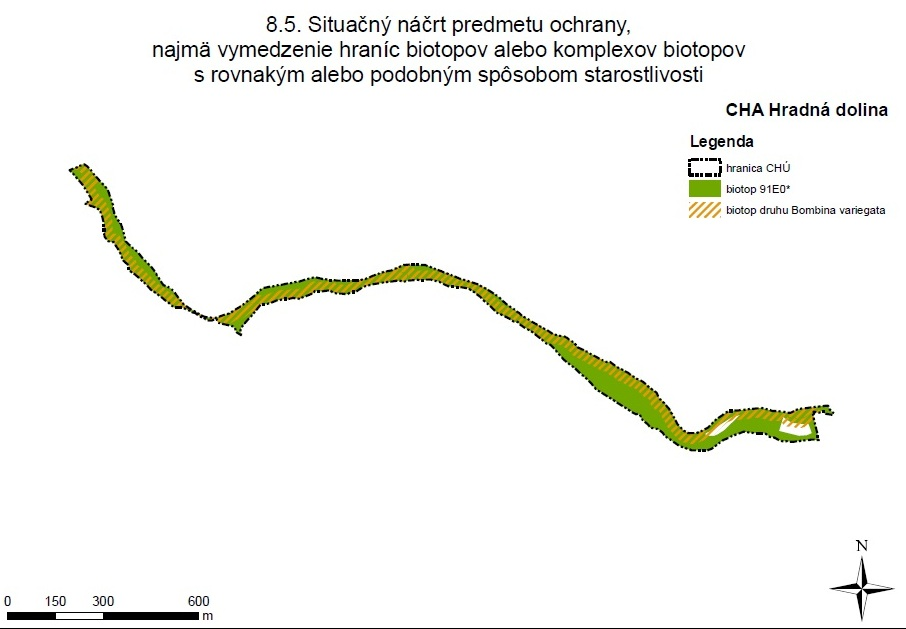 8.5. Situačný náčrt predmetu ochrany,
najmä vymedzenie hraníc biotopov alebo komplexov biotopov
s rovnakým alebo podobným spôsobom starostlivosti
CHA Hradná dolina
Legenda
hranica CHÚ
biotop 91E0*
biotop druhu Bombina variegata
N
0 150 300 600
m